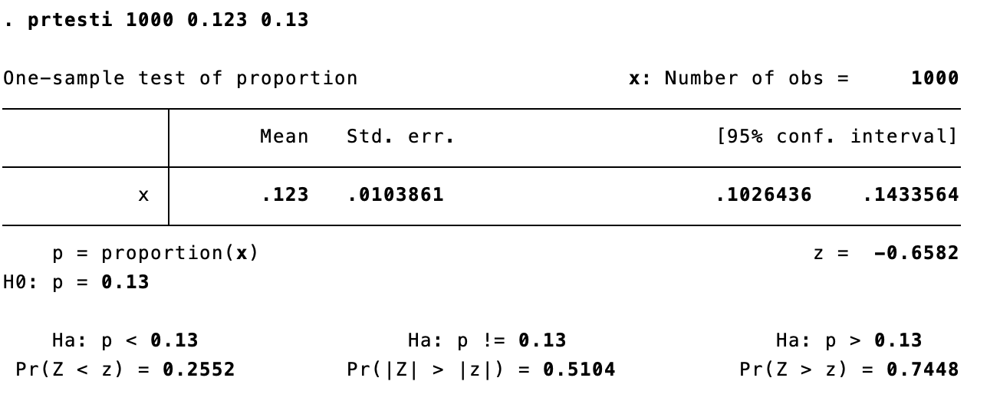 . prtesti 1000 0.123 0.13
One-sample test of proportion x: Number of obs = 1000
Mean Std. err. [95% conf. interval]
x .123 .0103861 .1026436 .1433564
p = proportion(x) z = -0.6582
H0: p = 0.13
Ha: p < 0.13 Ha: p != 0.13 Ha: p > 0.13
Pr(Z < z) = 0.2552 Pr(|Z| > |z|) = 0.5104 Pr(Z > z) = 0.7448